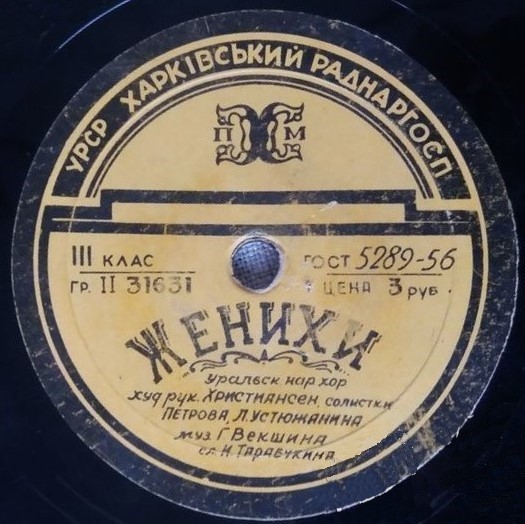 УРСР ХАРКІВСЬКИЙ РАДНАРГОСП
П Х М
III КЛАС
ГОСТ 5289-56
ГР. II 31631
ЦЕНА 3 РУБ.
ЖЕНИХИ
Уральск. нар. хор
худ. рук. Христиансен, солистки
ПЕТРОВА, Л. УСТЮЖАНИНА
муз. Г. ВЕКШИНА
сл. Н. ТАРАБУКИНА